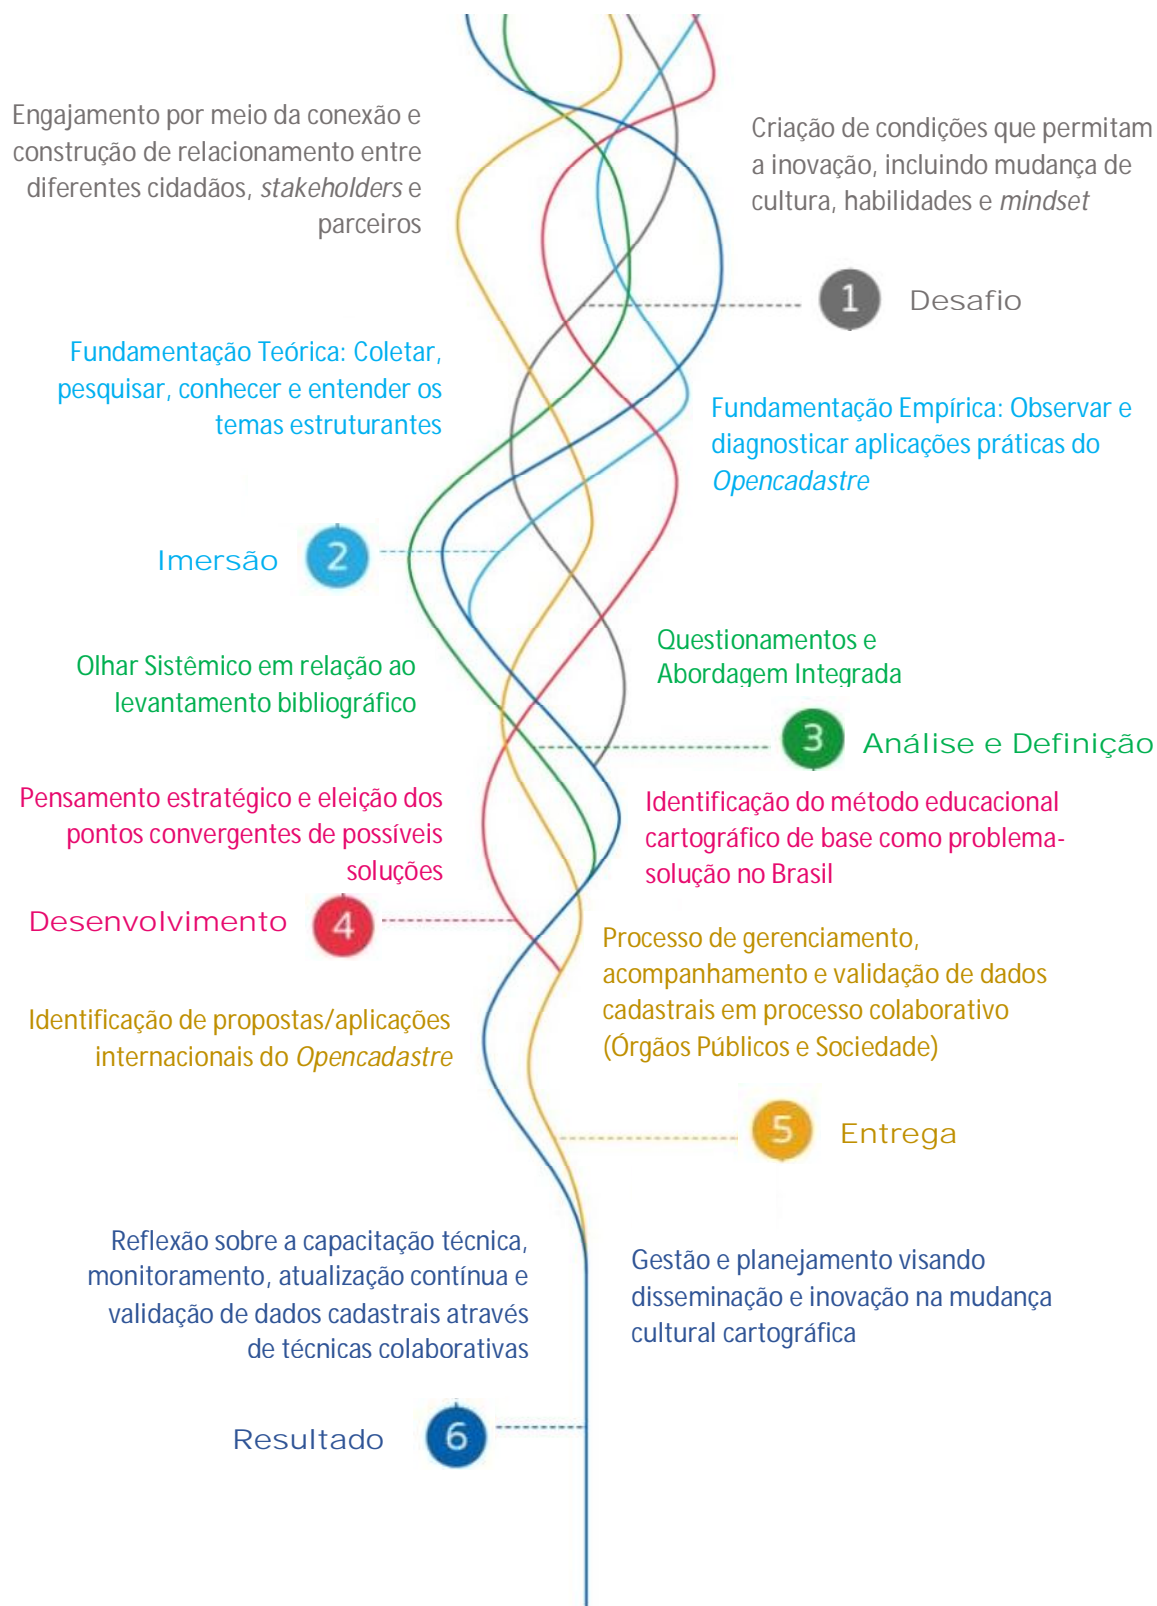 Engajamento por meio da conexão e
construção de relacionamento entre
diferentes cidadãos, stakeholders e
parceiros
Criação de condições que permitam
a inovação, incluindo mudança de
cultura, habilidades e mindset
1 Desafio
Fundamentação Teórica: Coletar,
pesquisar, conhecer e entender os
temas estruturantes
Fundamentação Empírica: Observar e
diagnosticar aplicações práticas do
Opencadastre
Imersão 2
Olhar Sistêmico em relação ao
levantamento bibliográfico
Questionamentos e
Abordagem Integrada
3 Análise e Definição
Pensamento estratégico e eleição dos
pontos convergentes de possíveis
soluções
Identificação do método educacional
cartográfico de base como problema-
solução no Brasil
Desenvolvimento 4
Identificação de propostas/aplicações
internacionais do Opencadastre
Processo de gerenciamento,
acompanhamento e validação de dados
cadastrais em processo colaborativo
(Órgãos Públicos e Sociedade)
5 Entrega
Reflexão sobre a capacitação técnica,
monitoramento, atualização contínua e
validação de dados cadastrais através
de técnicas colaborativas
Gestão e planejamento visando
disseminação e inovação na mudança
cultural cartográfica
Resultado 6